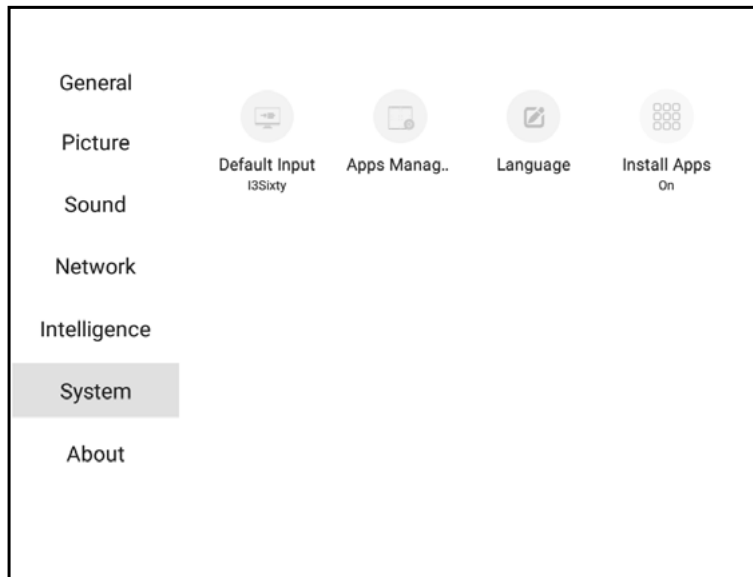 General
Picture
Sound
Network
Intelligence
System
About
Default Input
I3Sixty
Apps Manag..
Language
Install Apps
On